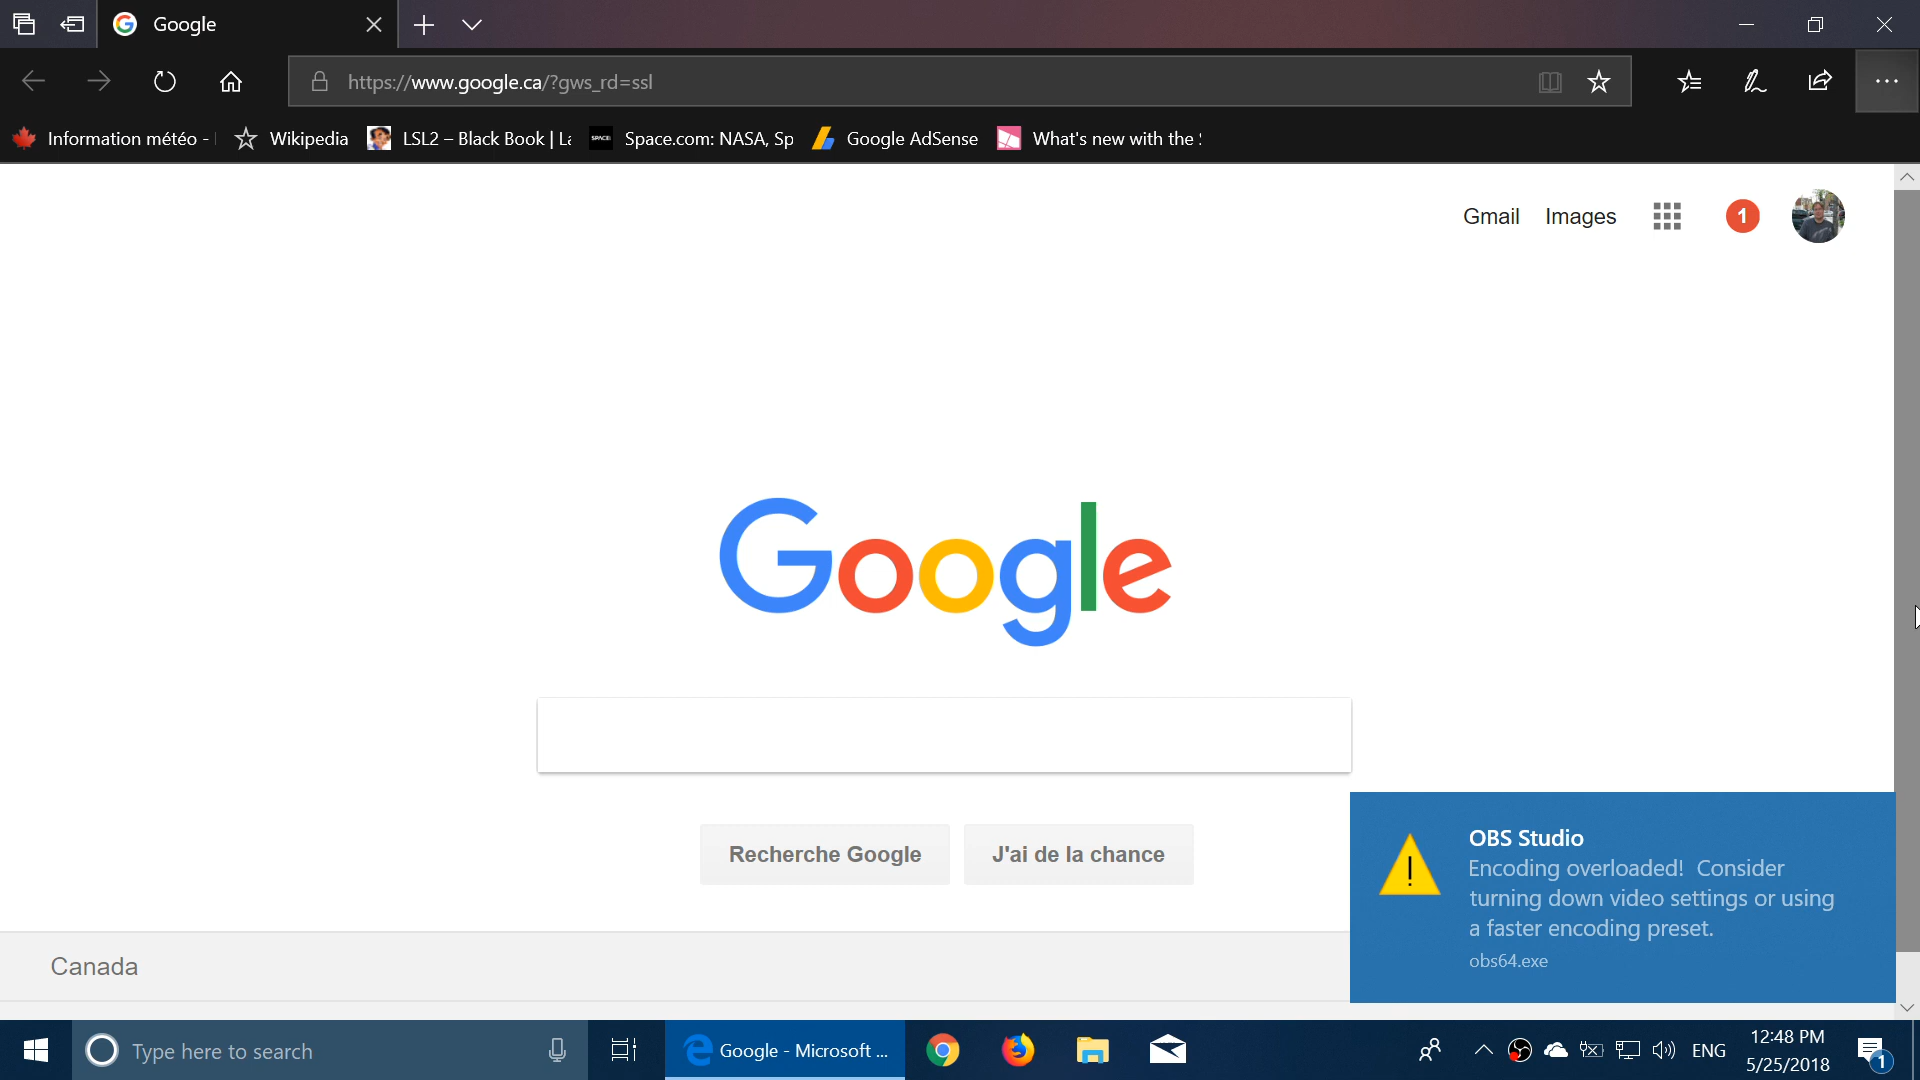 Google
https://www.google.ca/?gws_rd=ssl
Information météo -
Wikipedia
LSL2 – Black Book | La
SPACE
Space.com: NASA, Sp
Google AdSense
What's new with the
Gmail
Images
1
Google
Recherche Google
J'ai de la chance
OBS Studio
Encoding overloaded!  Consider
turning down video settings or using
a faster encoding preset.
obs64.exe
Canada
Type here to search
Google - Microsoft ...
ENG
12:48 PM
5/25/2018
1